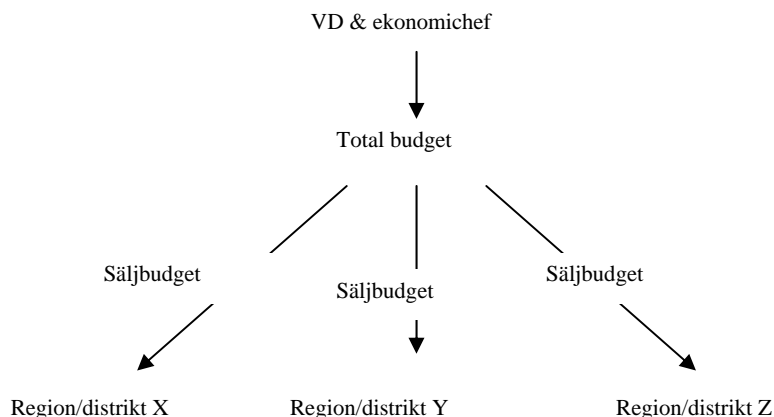 VD & ekonomichef
Total budget
Säljbudget
Säljbudget
Säljbudget
Region/distrikt X
Region/distrikt Y
Region/distrikt Z